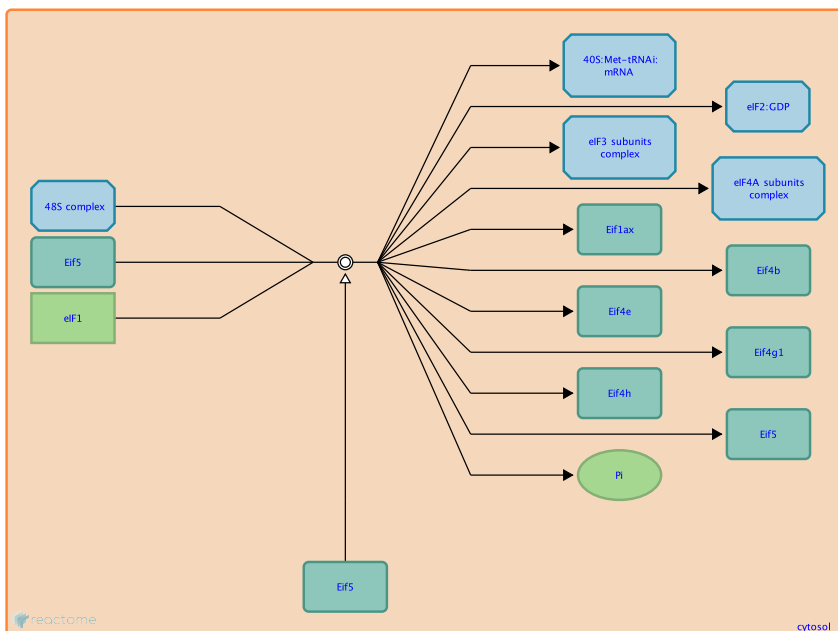 40S:Met-tRNAi:
mRNA
eIF2:GDP
eIF3 subunits
complex
eIF4A subunits
complex
48S complex
Eif5
eIF1
Eif1ax
Eif4b
Eif4e
Eif4g1
Eif4h
Eif5
Pi
Eif5
reactome
cytosol